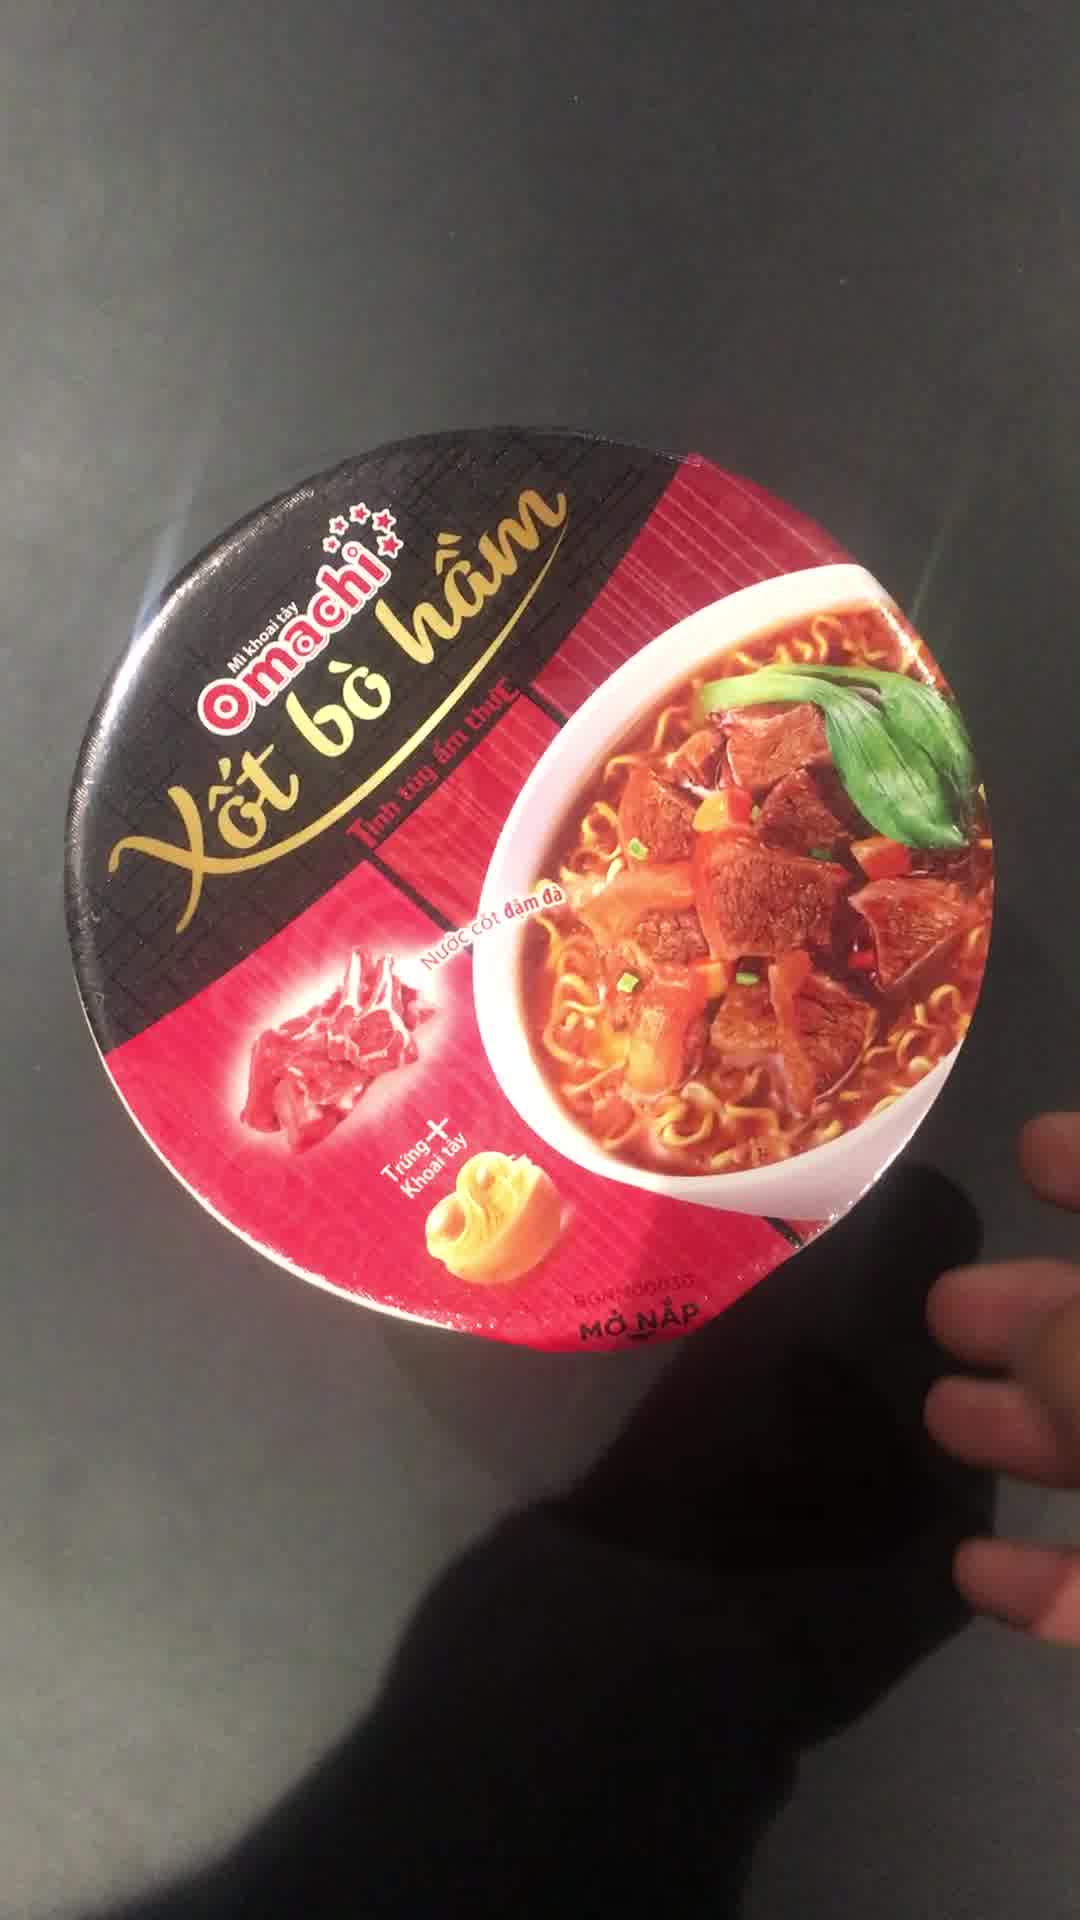 Mì khoai tây
Omachi
Xốt bò hầm
Tinh túy ẩm thực
Nước cốt đậm đà
Trứng+
Khoai tây
MỞ NẮP